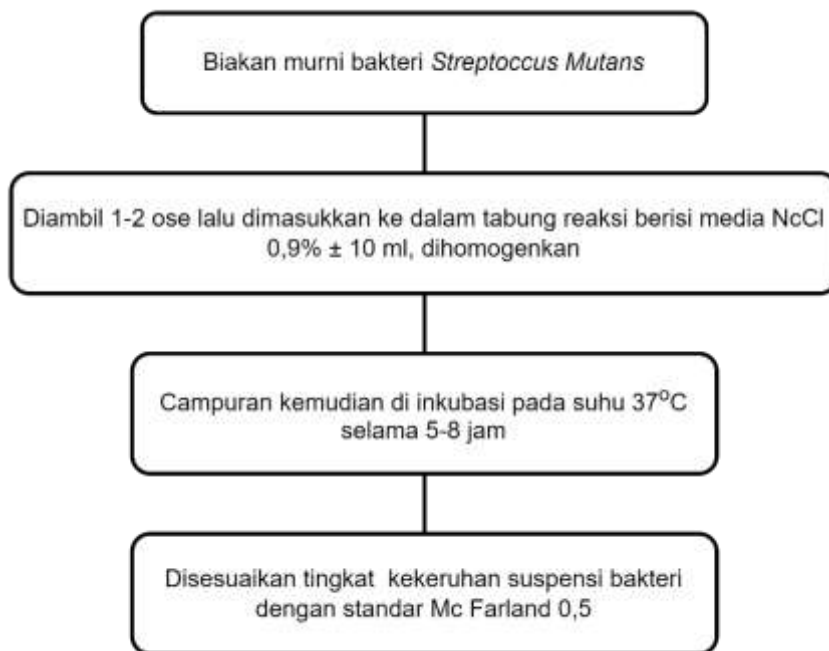 Biakan murni bakteri Streptoccus Mutans
Diambil 1-2 ose lalu dimasukkan ke dalam tabung reaksi berisi media NcCl
0,9% ± 10 ml, dihomogenkan
Campuran kemudian di inkubasi pada suhu 37⁰C
selama 5-8 jam
Disesuaikan tingkat kekeruhan suspensi bakteri
dengan standar Mc Farland 0,5